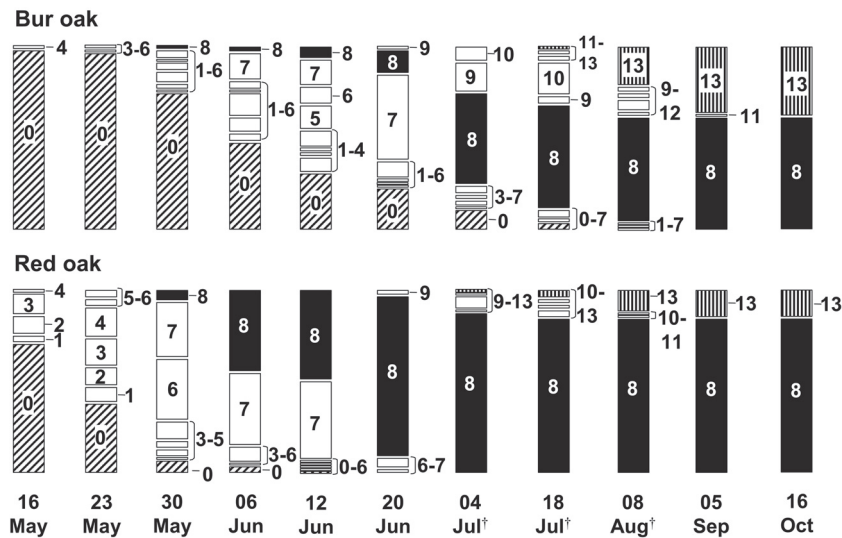 Bur oak
4 3-6 8 8 8 9 10 11-13 13 13 13
1-6 7 7 8 9 10 9-12 11
0 0 0 1-6 6 7 8 9 8 8 8
5 1-4 1-6 3-7 8 1-7
0 0 0 0 0-7
Red oak
4 5-6 8 8 8 9 9-13 10-13 13 13 13
3 4 7 10-11
2 3 6 7 7 8 8 8 8 8 8
1 2 3-5 3-6 0-6 6-7
0 1 0 0
0
16 23 30 06 12 20 04 18 08 05 16
May May May Jun Jun Jun Jul† Jul† Aug† Sep Oct